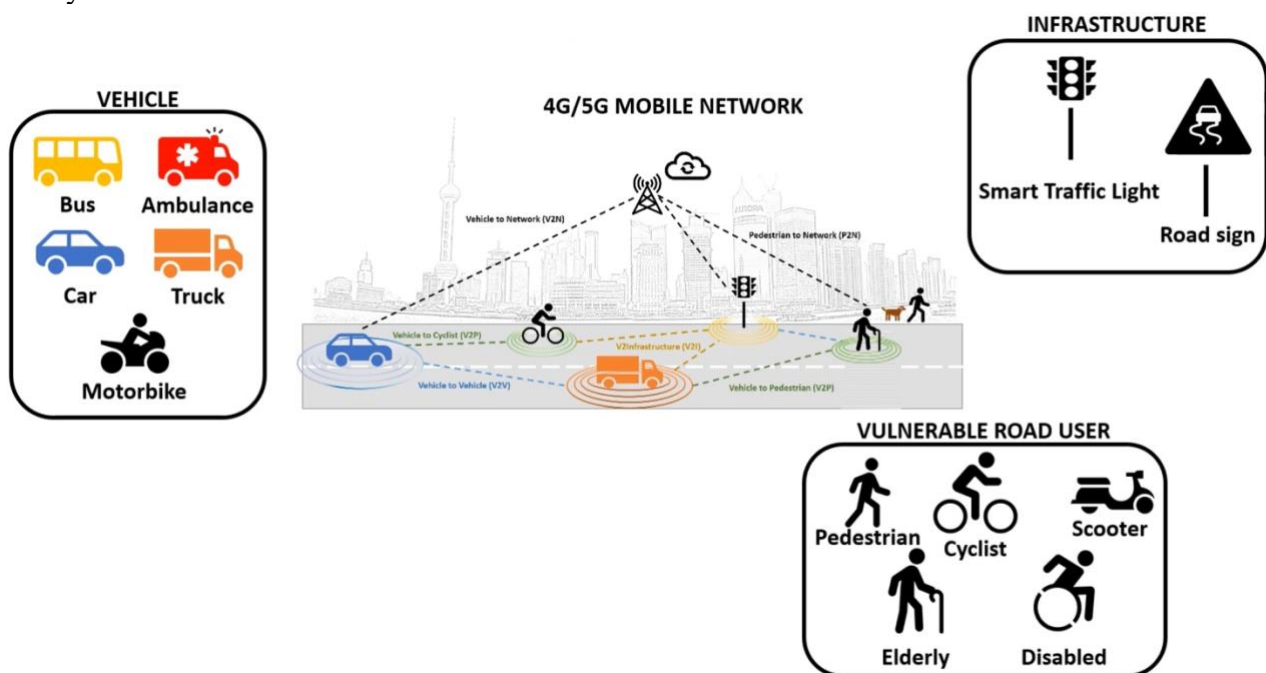 INFRASTRUCTURE
Smart Traffic Light
Road sign
VEHICLE
Bus
Ambulance
Car
Truck
Motorbike
4G/5G MOBILE NETWORK
Vehicle to Network (V2N)
Pedestrian to Network (P2N)
Vehicle to Cyclist (V2P)
V2Infrastructure (V2I)
Vehicle to Vehicle (V2V)
Vehicle to Pedestrian (V2P)
VULNERABLE ROAD USER
Pedestrian
Cyclist
Scooter
Elderly
Disabled